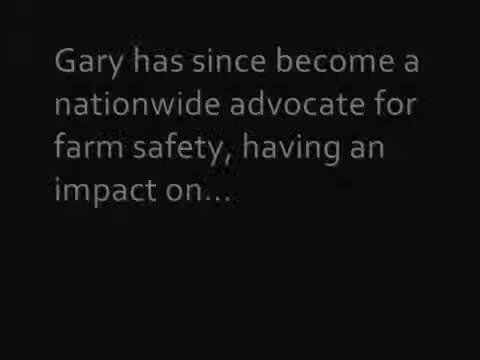 Gary has since become a
nationwide advocate for
farm safety, having an
impact on...